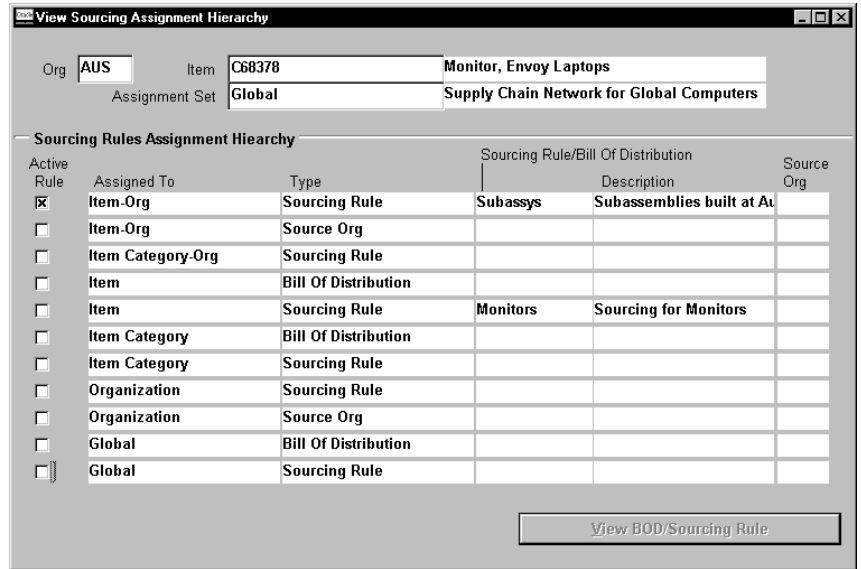 Oracle View Sourcing Assignment Hierarchy
Org AUS Item C68378 Monitor, Envoy Laptops
Assignment Set Global Supply Chain Network for Global Computers
Sourcing Rules Assignment Hiearchy
Sourcing Rule/Bill Of Distribution
Active Rule Assigned To Type Description Source Org
Item-Org Sourcing Rule Subassys Subassemblies built at Au
Item-Org Source Org
Item Category-Org Sourcing Rule
Item Bill Of Distribution
Item Sourcing Rule Monitors Sourcing for Monitors
Item Category Bill Of Distribution
Item Category Sourcing Rule
Organization Sourcing Rule
Organization Source Org
Global Bill Of Distribution
Global Sourcing Rule
View BOD/Sourcing Rule